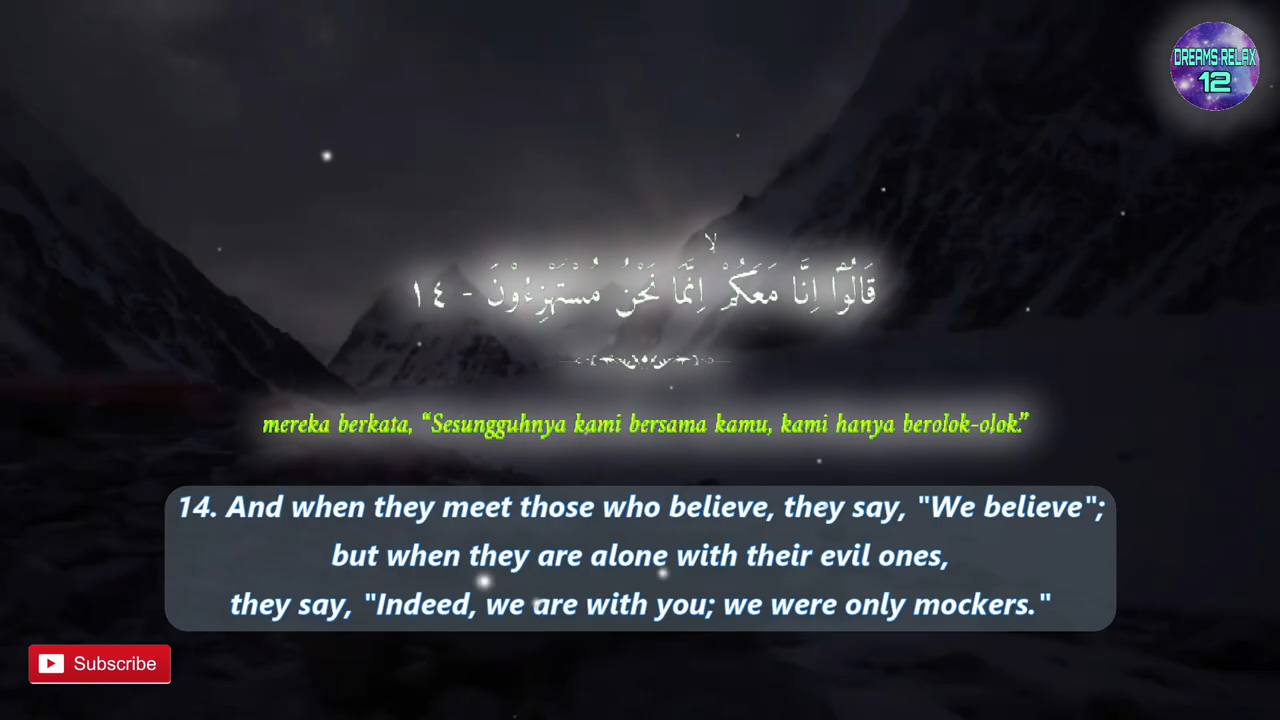 DREAMS RELAX
12
قَالُوْٓا اِنَّا مَعَكُمْ ۙاِنَّمَا نَحْنُ مُسْتَهْزِءُوْنَ - ١٤
mereka berkata, “Sesungguhnya kami bersama kamu, kami hanya berolok-olok.”
14. And when they meet those who believe, they say, "We believe";
but when they are alone with their evil ones,
they say, "Indeed, we are with you; we were only mockers."
Subscribe